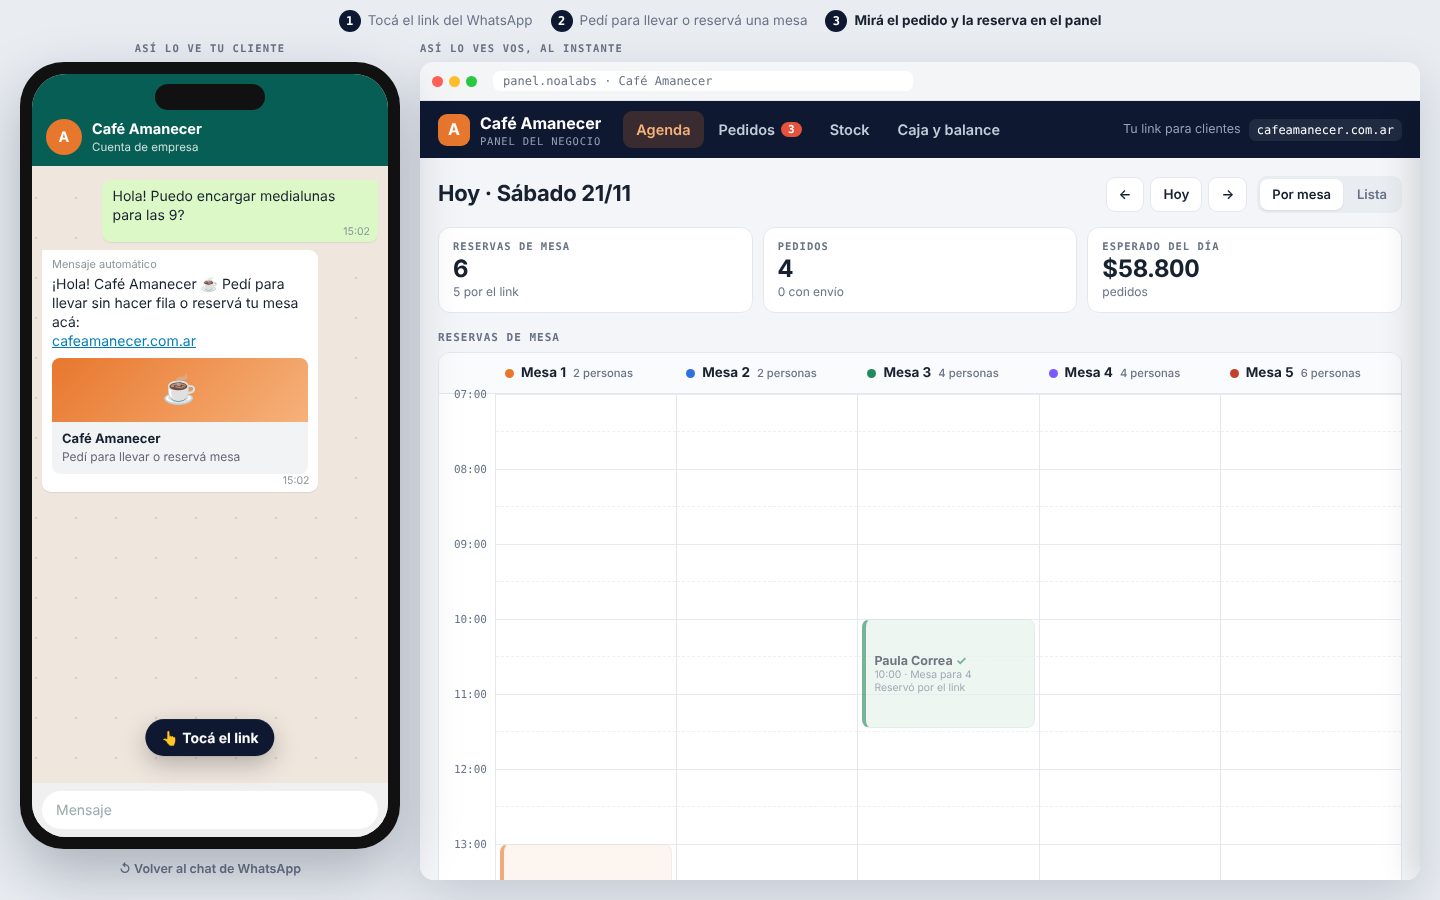 1 Tocá el link del WhatsApp 2 Pedí para llevar o reservá una mesa 3 Mirá el pedido y la reserva en el panel
ASÍ LO VE TU CLIENTE
A
Café Amanecer
Cuenta de empresa
Hola! Puedo encargar medialunas
para las 9?
15:02
Mensaje automático
¡Hola! Café Amanecer ☕ Pedí para
llevar sin hacer fila o reservá tu mesa
acá:
cafeamanecer.com.ar
Café Amanecer
Pedí para llevar o reservá mesa
15:02
👆 Tocá el link
Mensaje
↺ Volver al chat de WhatsApp
ASÍ LO VES VOS, AL INSTANTE
panel.noalabs · Café Amanecer
A
Café Amanecer
PANEL DEL NEGOCIO
Agenda
Pedidos 3
Stock
Caja y balance
Tu link para clientes cafeamanecer.com.ar
Hoy · Sábado 21/11
← Hoy →
Por mesa Lista
RESERVAS DE MESA
6
5 por el link
PEDIDOS
4
0 con envío
ESPERADO DEL DÍA
$58.800
pedidos
RESERVAS DE MESA
Mesa 1 2 personas
Mesa 2 2 personas
Mesa 3 4 personas
Mesa 4 4 personas
Mesa 5 6 personas
07:00
08:00
09:00
10:00
Paula Correa ✓
10:00 · Mesa para 4
Reservó por el link
11:00
12:00
13:00